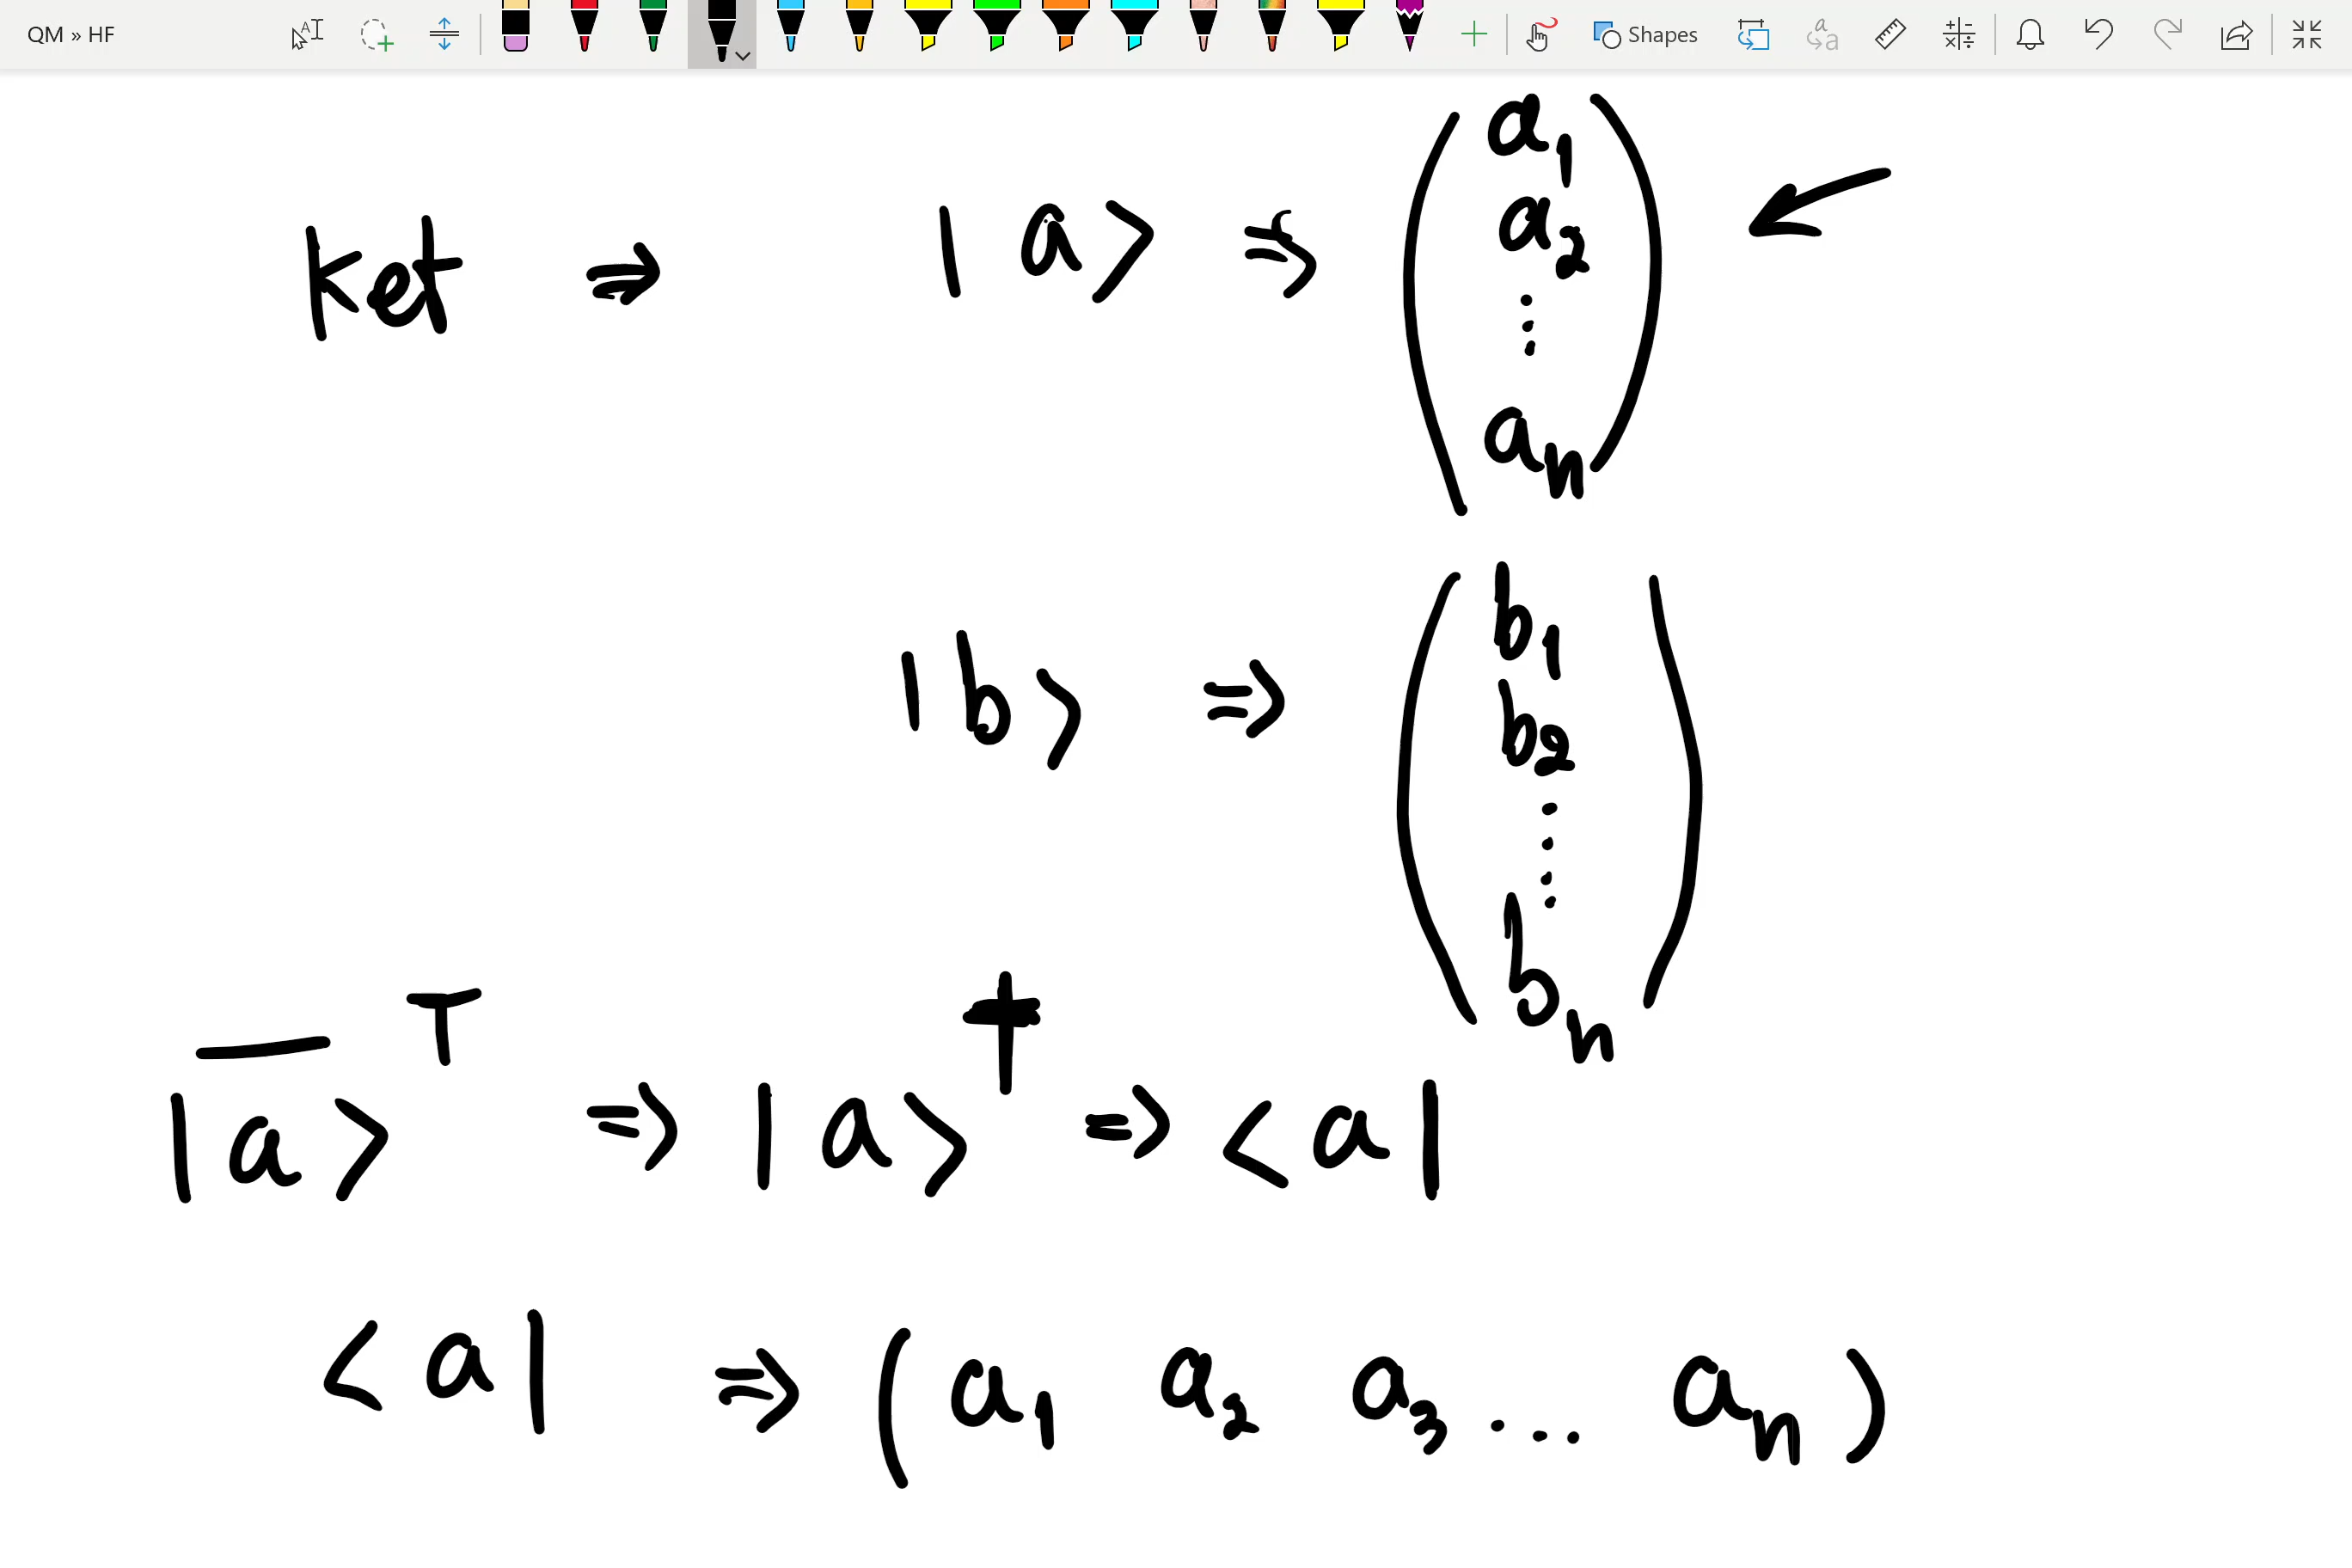 QM » HF
Shapes
ket ⇒ |a⟩ ⇒ ( a₁ a₂ ⋮ aₙ ) ←
|b⟩ ⇒ ( b₁ b₂ ⋮ bₙ )
‾|a⟩ᵀ ⇒ |a⟩† ⇒ ⟨a|
⟨a| ⇒ ( a₁ a₂ a₃ ... aₙ )